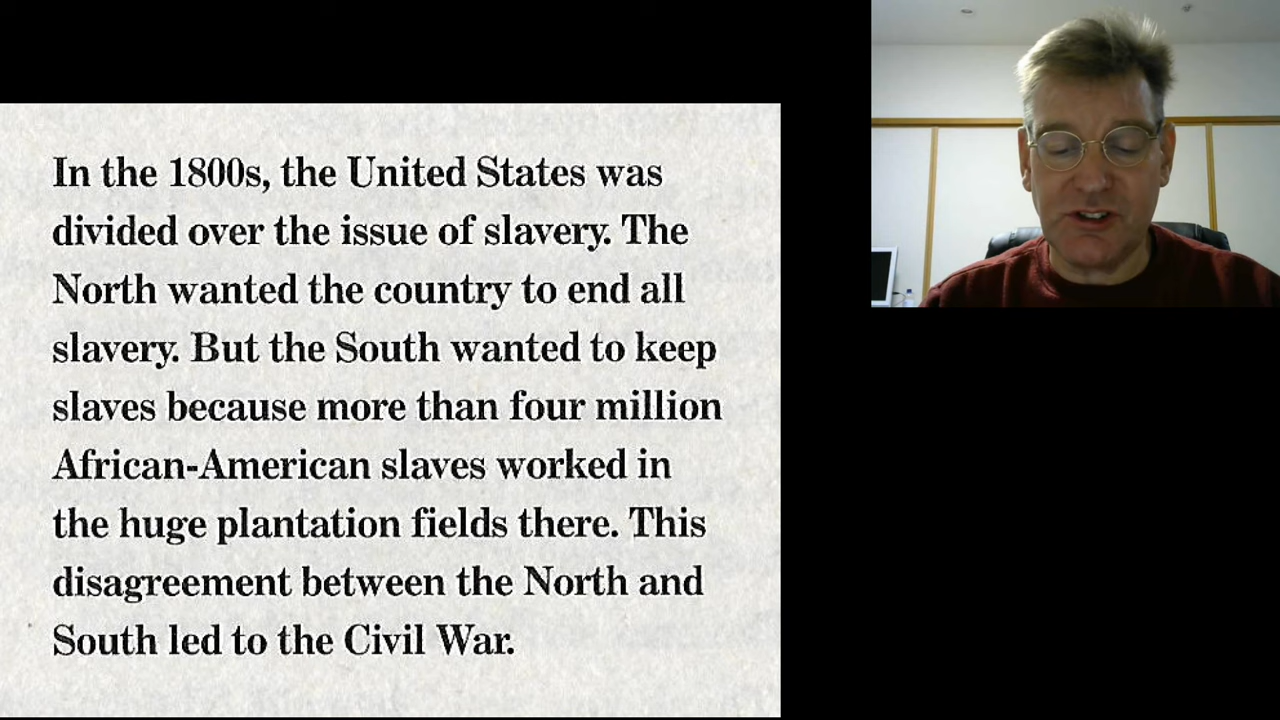 In the 1800s, the United States was
divided over the issue of slavery. The
North wanted the country to end all
slavery. But the South wanted to keep
slaves because more than four million
African-American slaves worked in
the huge plantation fields there. This
disagreement between the North and
South led to the Civil War.